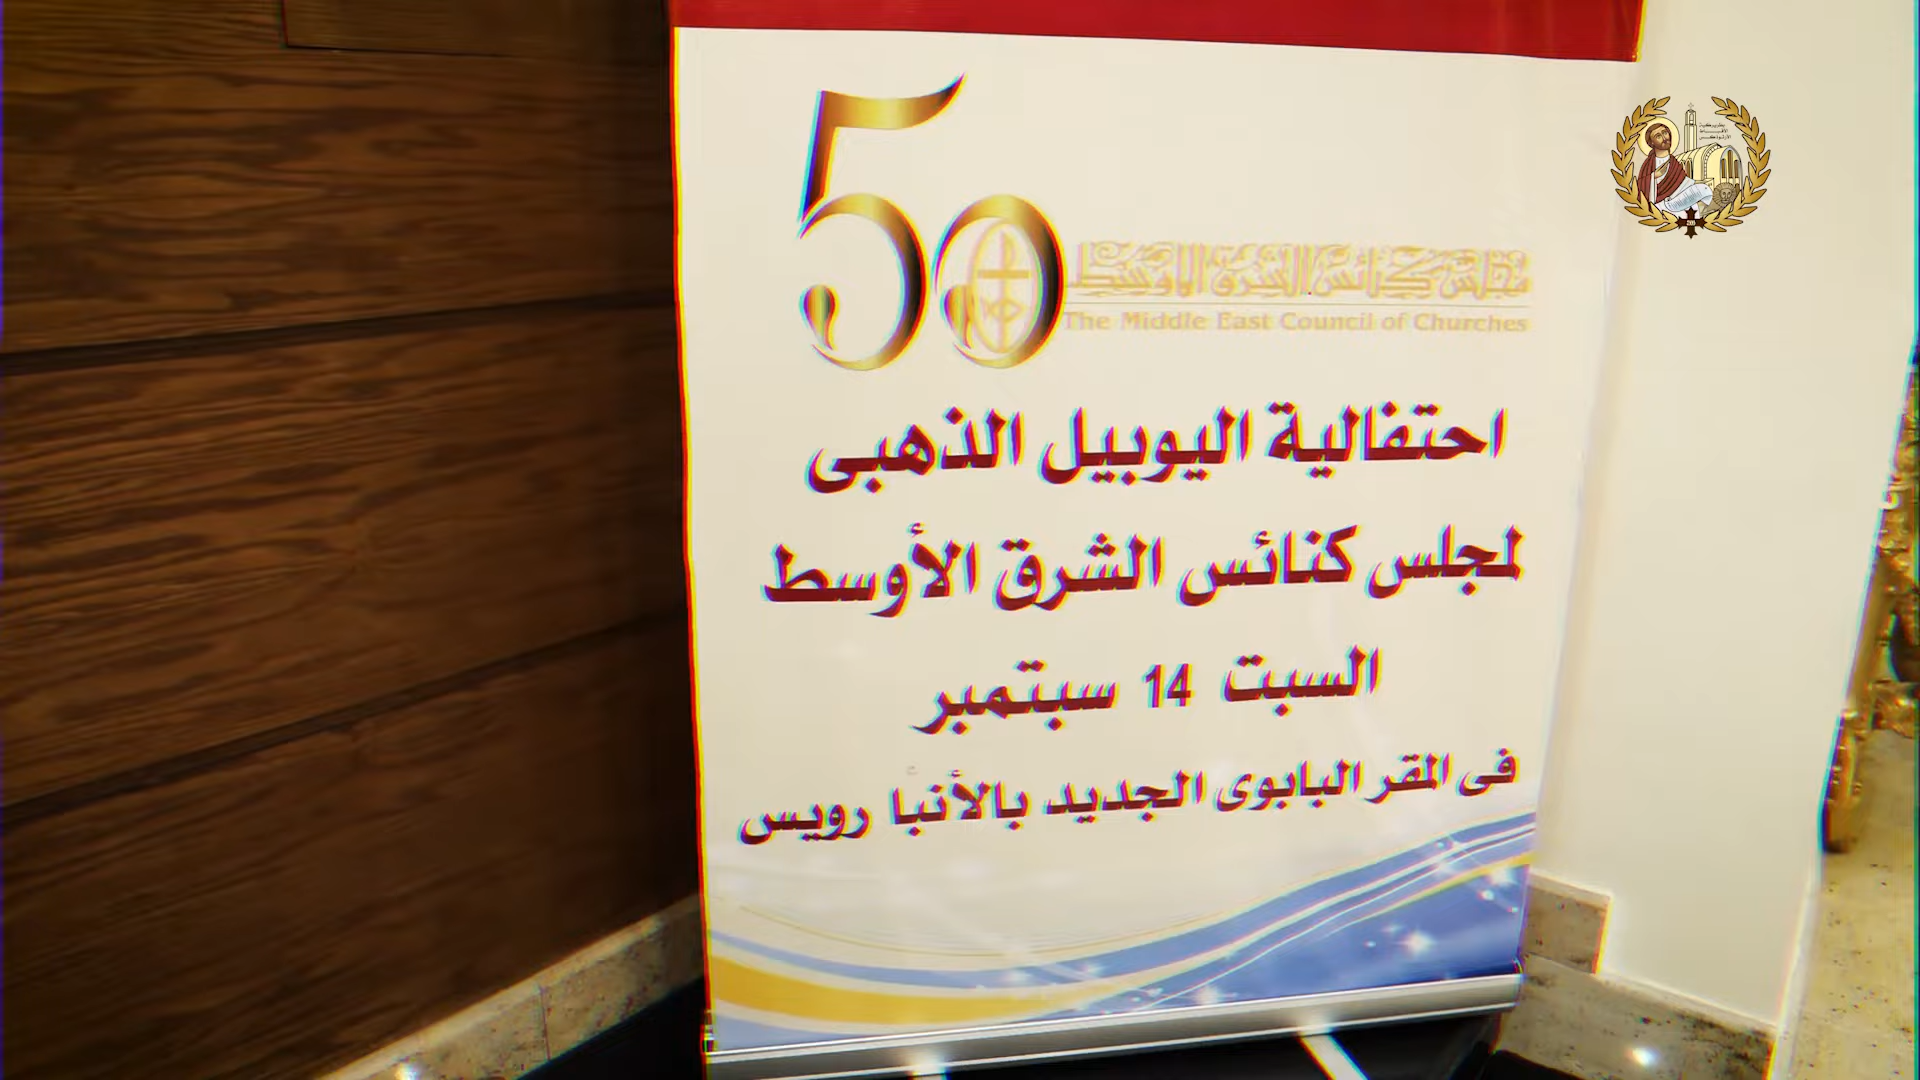 50
مجلس كنائس الشرق الأوسط
The Middle East Council of Churches
احتفالية اليوبيل الذهبى
لمجلس كنائس الشرق الأوسط
السبت 14 سبتمبر
فى المقر البابوى الجديد بالأنبا رويس